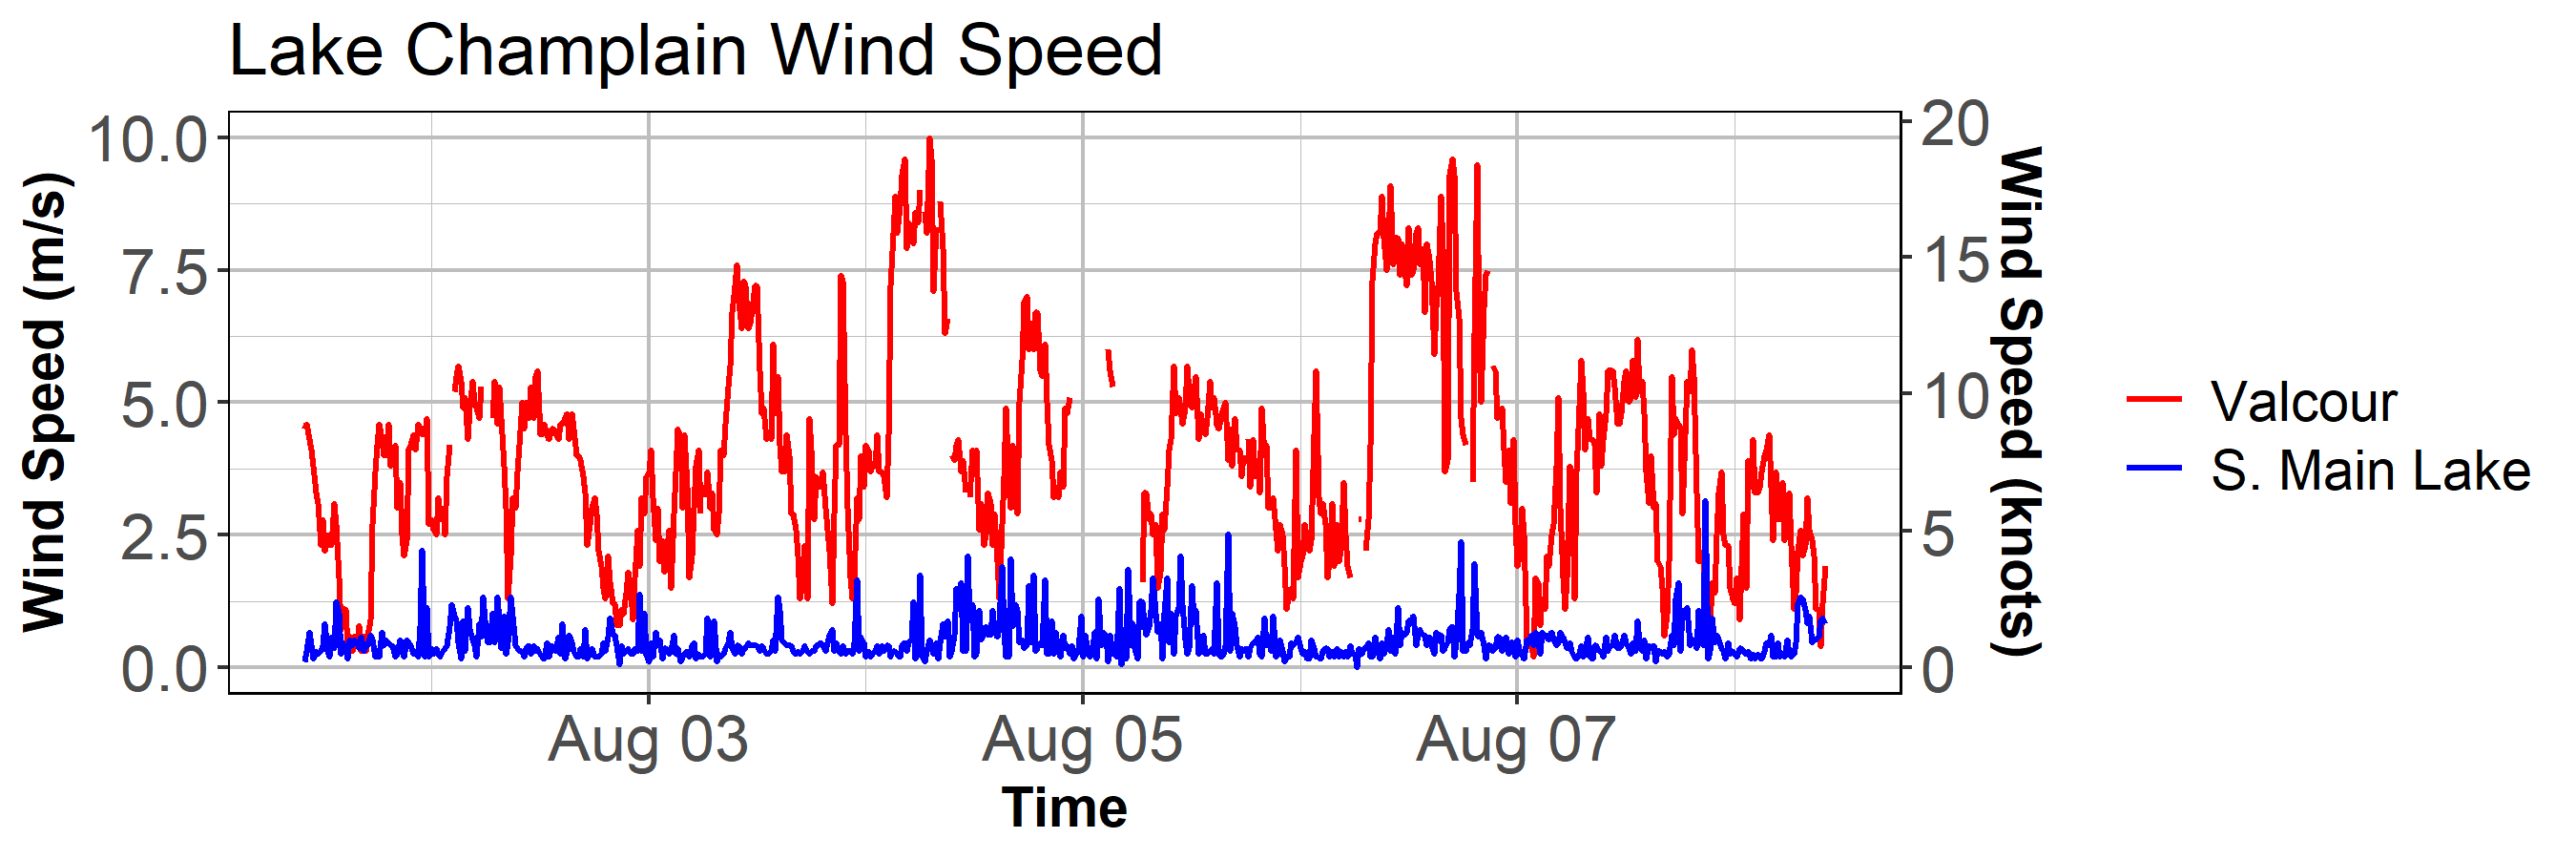 Lake Champlain Wind Speed
Wind Speed (m/s)
10.0
7.5
5.0
2.5
0.0
20
15
10
5
0
Wind Speed (knots)
Aug 03
Aug 05
Aug 07
Time
Valcour
S. Main Lake